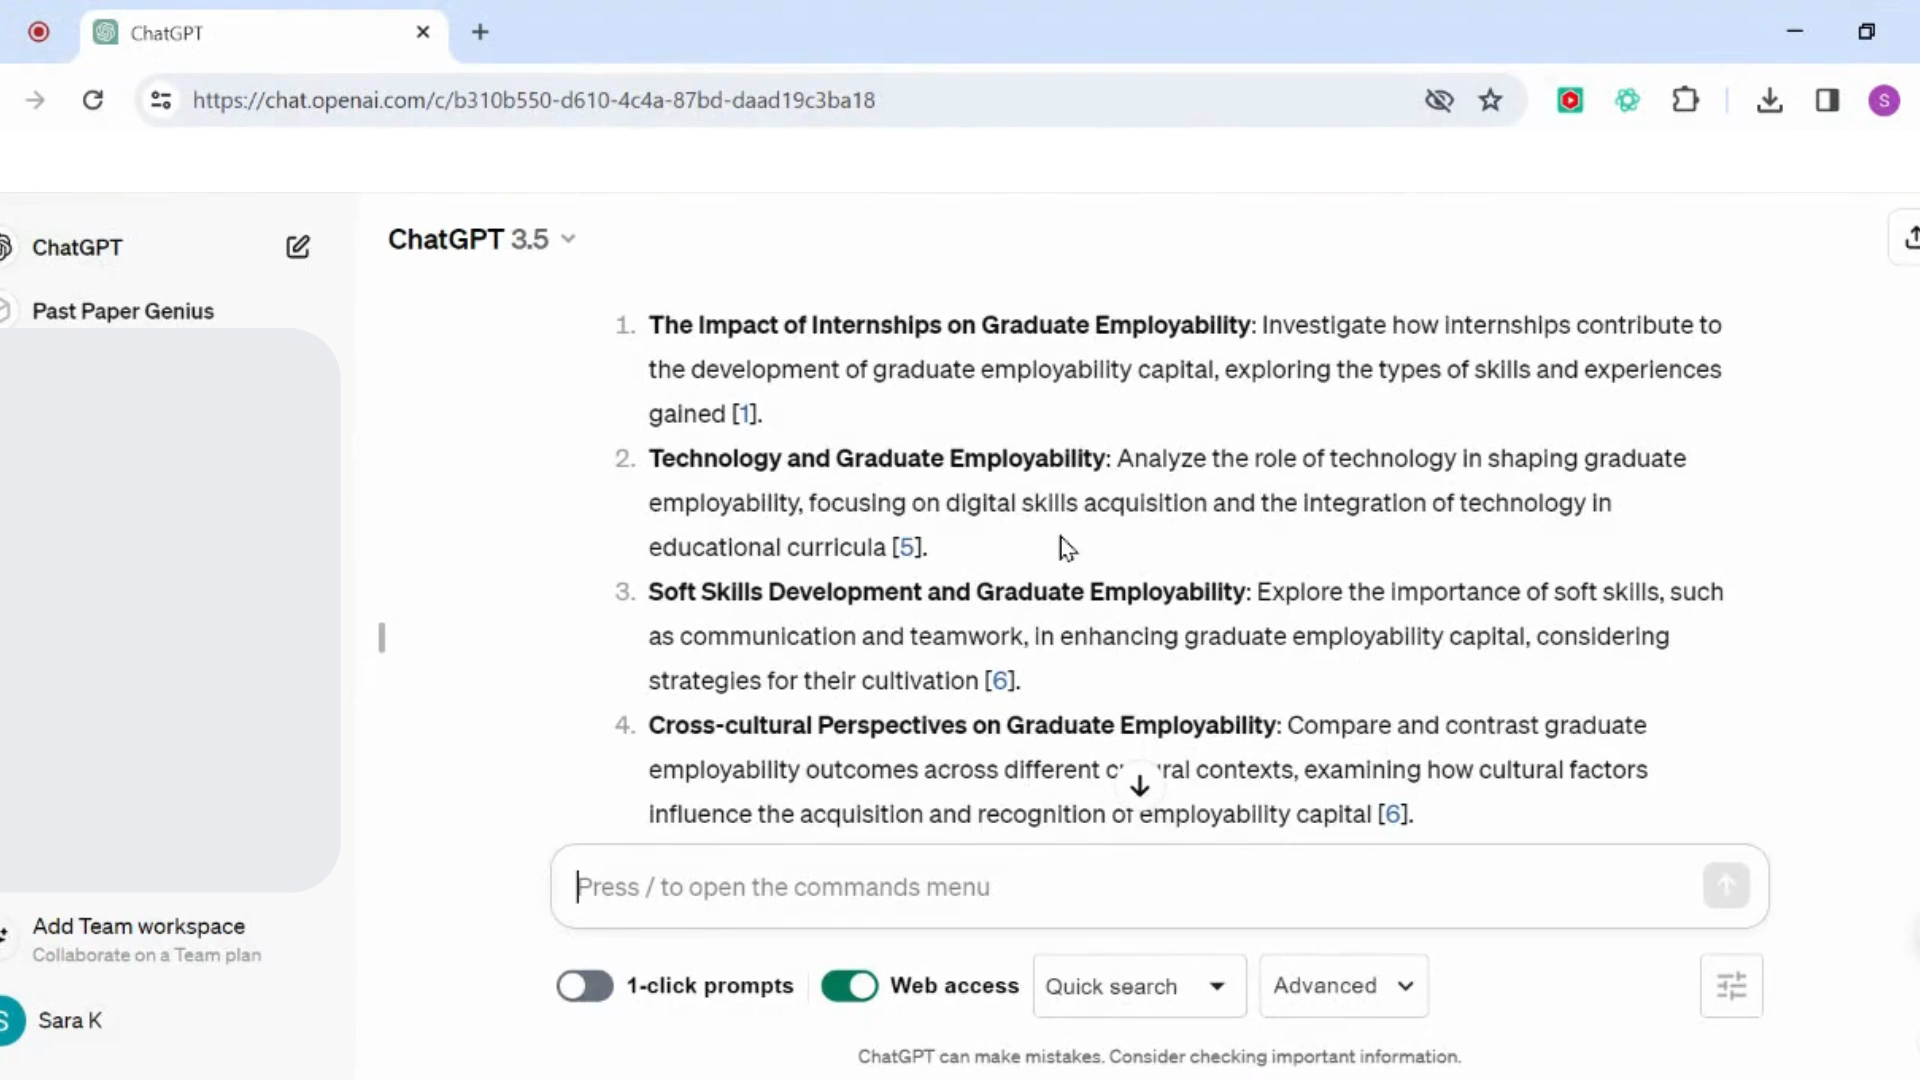 ChatGPT
https://chat.openai.com/c/b310b550-d610-4c4a-87bd-daad19c3ba18
S
ChatGPT
Past Paper Genius
Add Team workspace
Collaborate on a Team plan
S
Sara K
ChatGPT 3.5
1. The Impact of Internships on Graduate Employability: Investigate how internships contribute to
the development of graduate employability capital, exploring the types of skills and experiences
gained [1].
2. Technology and Graduate Employability: Analyze the role of technology in shaping graduate
employability, focusing on digital skills acquisition and the integration of technology in
educational curricula [5].
3. Soft Skills Development and Graduate Employability: Explore the importance of soft skills, such
as communication and teamwork, in enhancing graduate employability capital, considering
strategies for their cultivation [6].
4. Cross-cultural Perspectives on Graduate Employability: Compare and contrast graduate
employability outcomes across different cultural contexts, examining how cultural factors
influence the acquisition and recognition of employability capital [6].
Press / to open the commands menu
1-click prompts
Web access
Quick search
Advanced
ChatGPT can make mistakes. Consider checking important information.